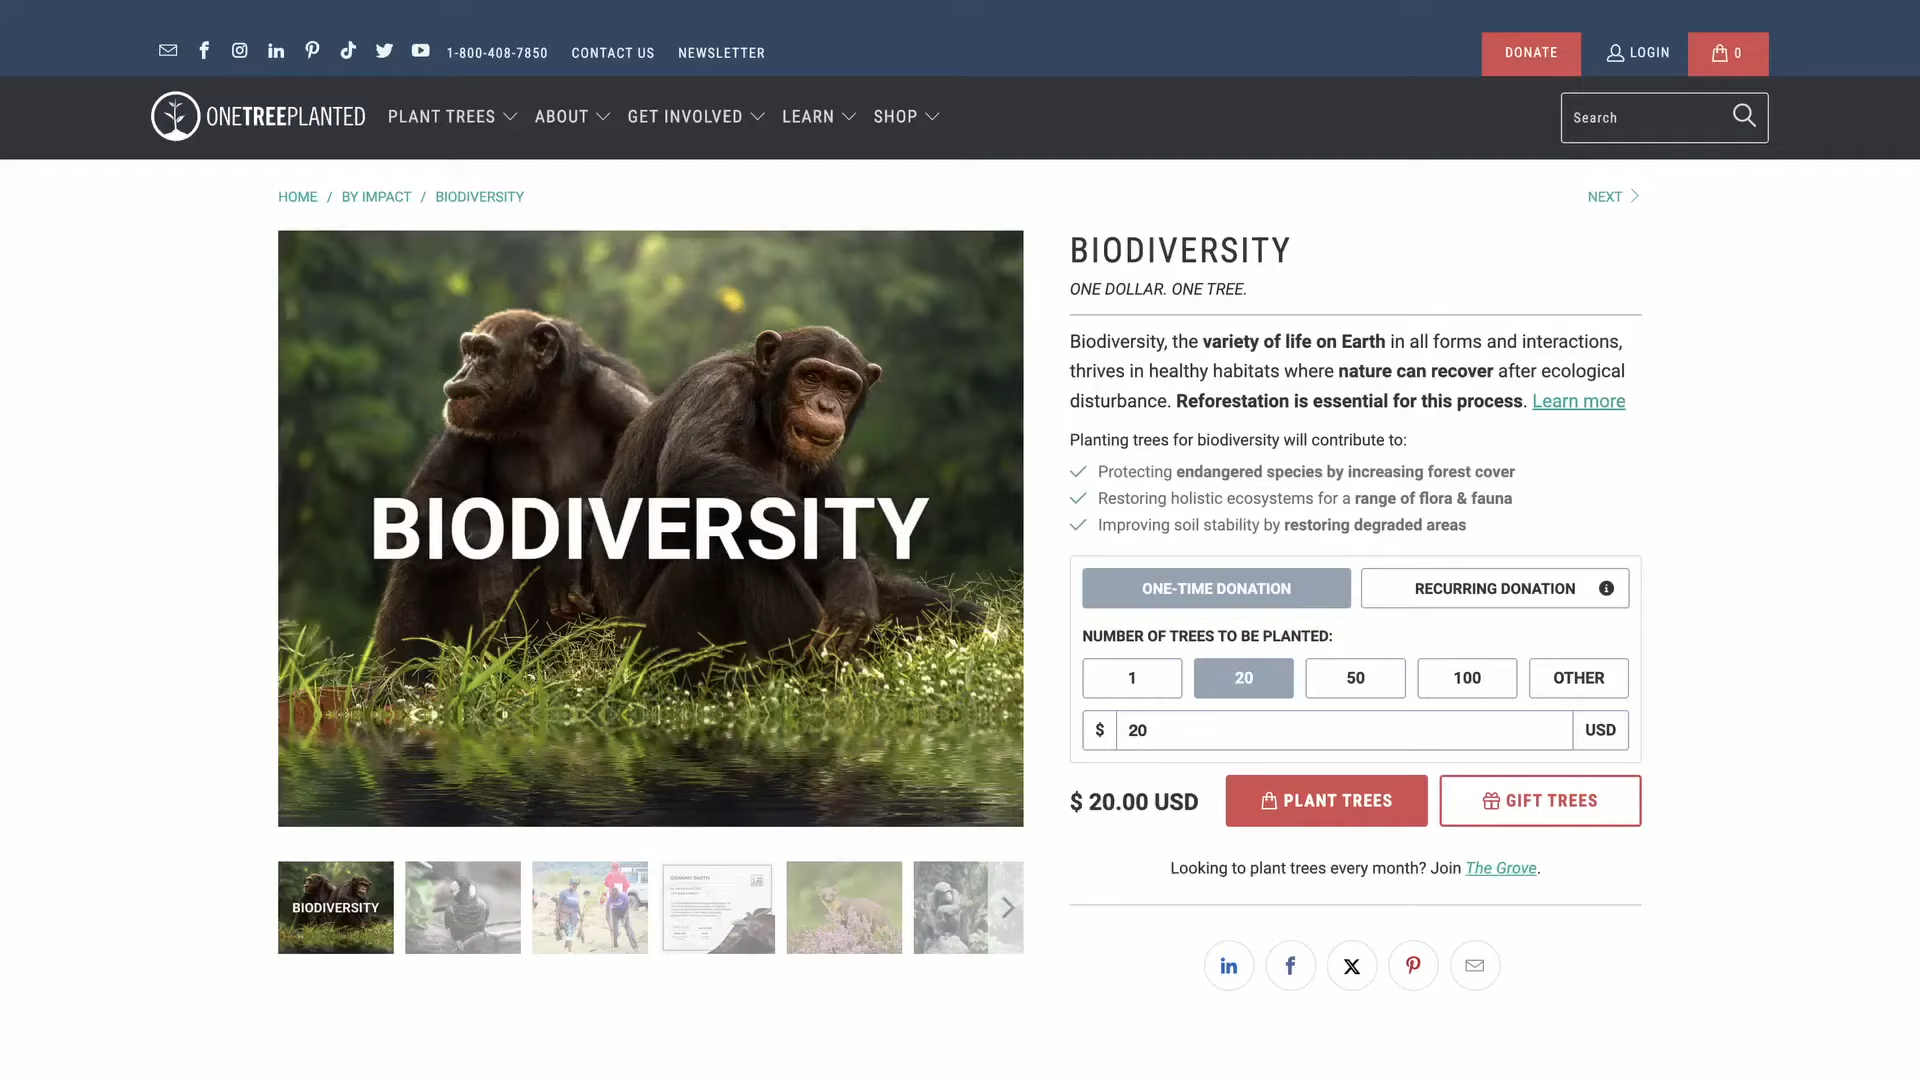 1-800-408-7850 CONTACT US NEWSLETTER
DONATE LOGIN 0
ONETREEPLANTED PLANT TREES ABOUT GET INVOLVED LEARN SHOP
Search
HOME / BY IMPACT / BIODIVERSITY
NEXT
BIODIVERSITY
BIODIVERSITY
BIODIVERSITY
ONE DOLLAR. ONE TREE.
Biodiversity, the variety of life on Earth in all forms and interactions,
thrives in healthy habitats where nature can recover after ecological
disturbance. Reforestation is essential for this process. Learn more
Planting trees for biodiversity will contribute to:
Protecting endangered species by increasing forest cover
Restoring holistic ecosystems for a range of flora & fauna
Improving soil stability by restoring degraded areas
ONE-TIME DONATION RECURRING DONATION
NUMBER OF TREES TO BE PLANTED:
1 20 50 100 OTHER
$ 20 USD
$ 20.00 USD PLANT TREES GIFT TREES
Looking to plant trees every month? Join The Grove.